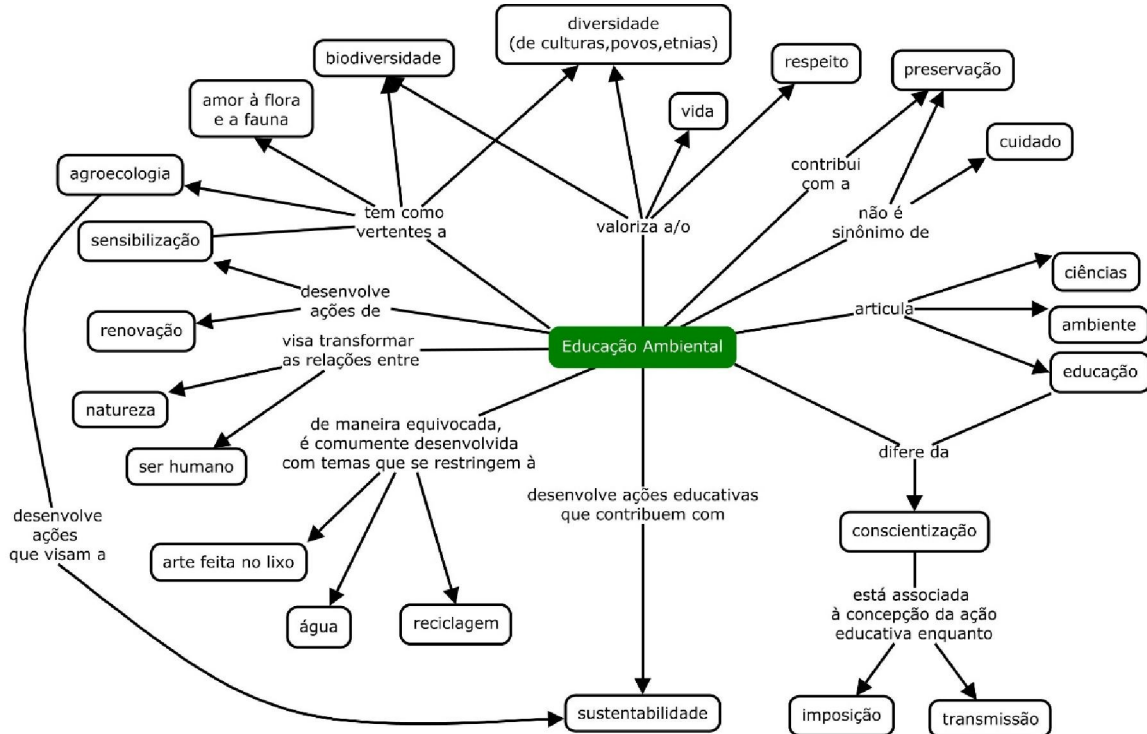 diversidade
(de culturas,povos,etnias)
biodiversidade
respeito
preservação
amor à flora
e a fauna
vida
cuidado
agroecologia
contribui
com a
tem como
vertentes a
valoriza a/o
não é
sinônimo de
sensibilização
ciências
desenvolve
ações de
articula
renovação
ambiente
visa transformar
as relações entre
Educação Ambiental
educação
natureza
de maneira equivocada,
é comumente desenvolvida
com temas que se restringem à
ser humano
difere da
desenvolve ações educativas
que contribuem com
desenvolve
ações
que visam a
conscientização
arte feita no lixo
está associada
à concepção da ação
educativa enquanto
água
reciclagem
sustentabilidade
imposição
transmissão